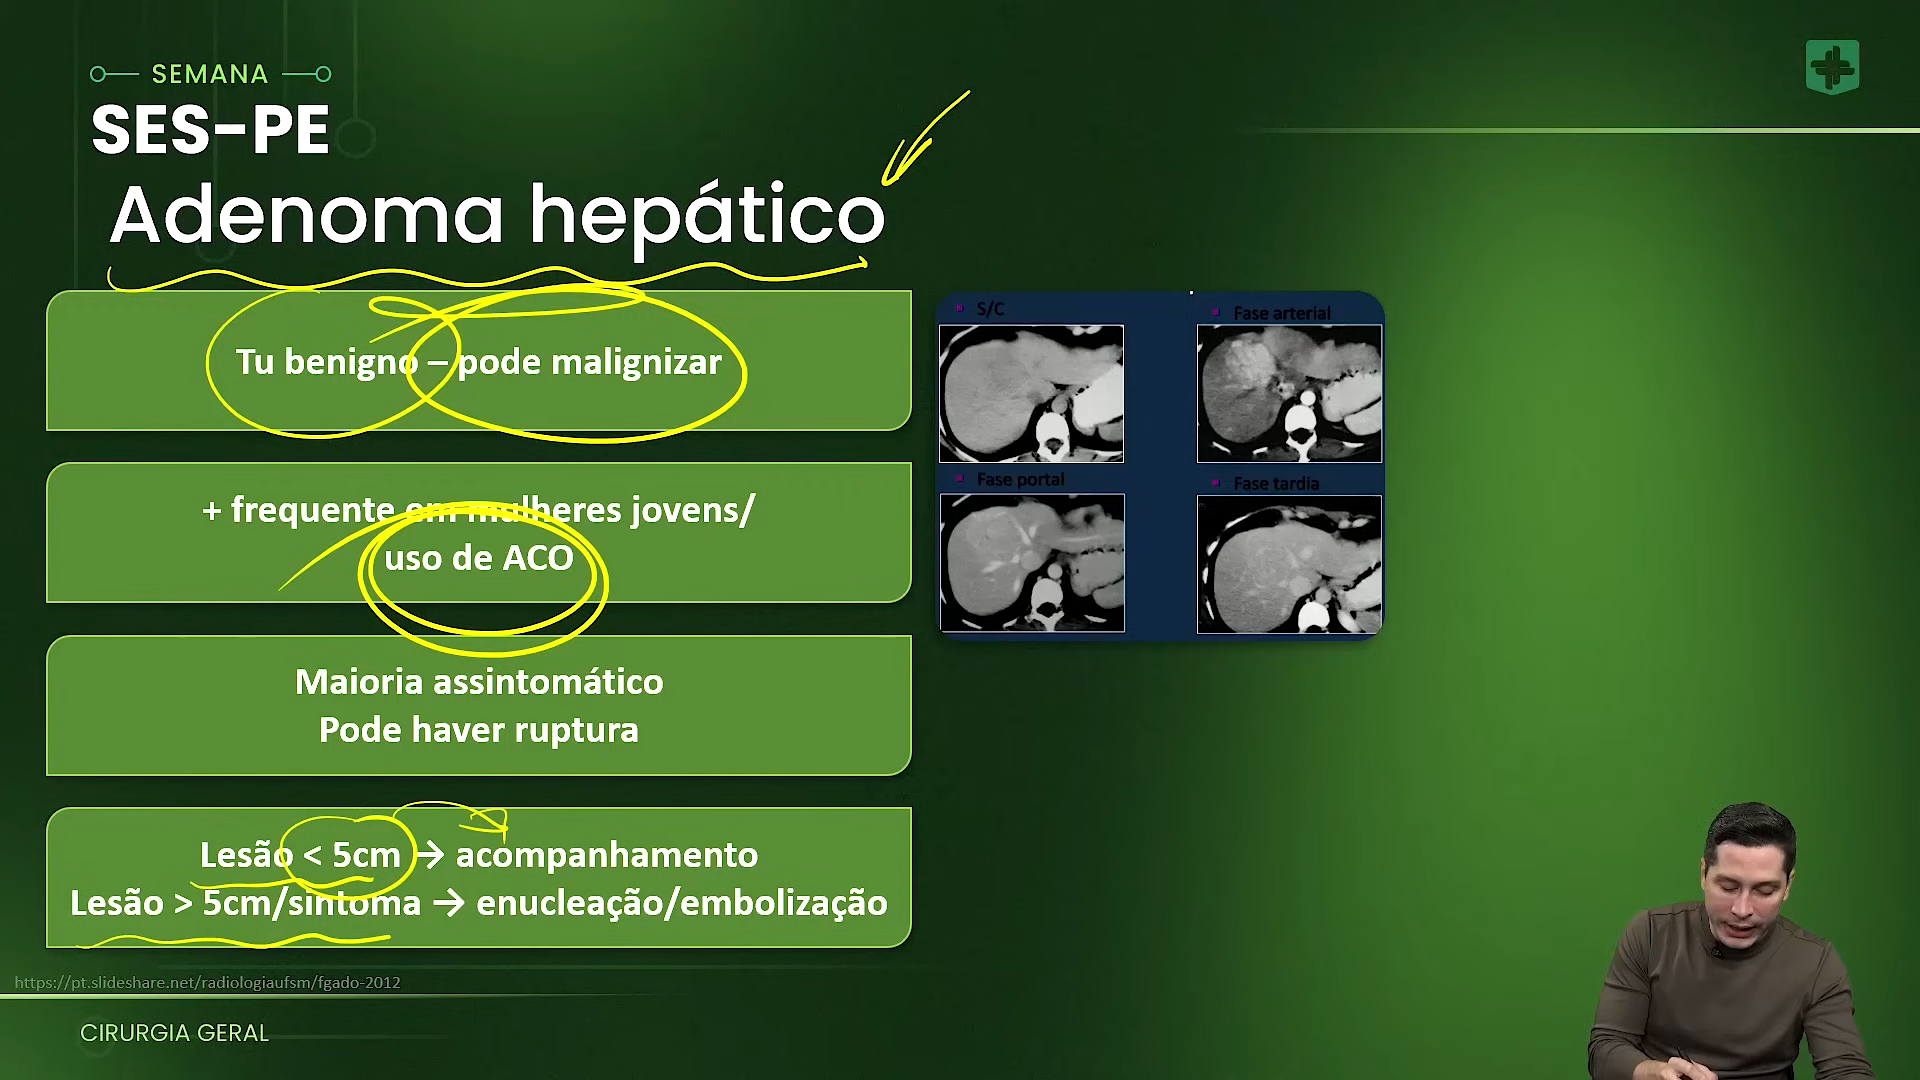 SEMANA
SES-PE
Adenoma hepático
Tu benigno – pode malignizar
+ frequente em mulheres jovens/
uso de ACO
Maioria assintomático
Pode haver ruptura
Lesão < 5cm → acompanhamento
Lesão > 5cm/sintoma → enucleação/embolização
S/C
Fase arterial
Fase portal
Fase tardia
https://pt.slideshare.net/radiologiaufsm/fgado-2012
CIRURGIA GERAL